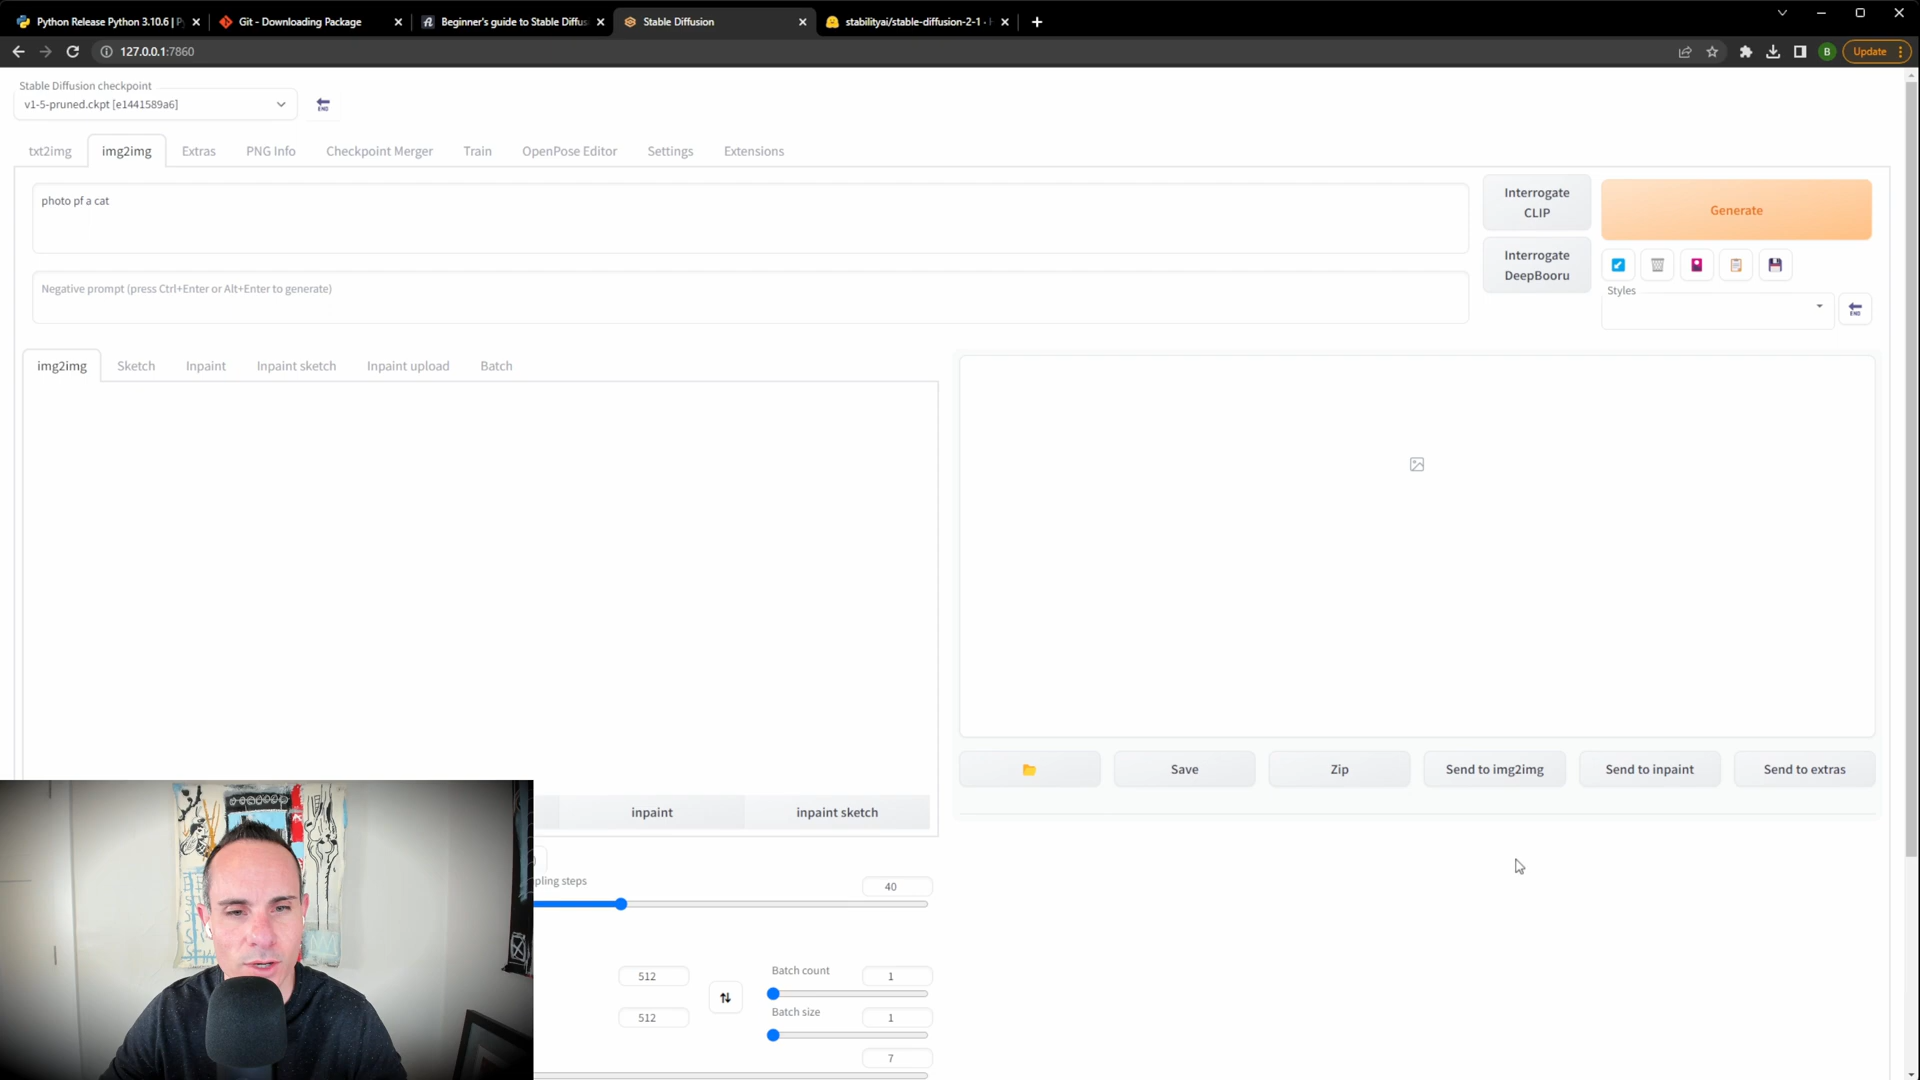 Python Release Python 3.10.6 | P
Git - Downloading Package
Beginner's guide to Stable Diffus
Stable Diffusion
stabilityai/stable-diffusion-2-1 ·
127.0.0.1:7860
B
Update
Stable Diffusion checkpoint
v1-5-pruned.ckpt [e1441589a6]
END
txt2img
img2img
Extras
PNG Info
Checkpoint Merger
Train
OpenPose Editor
Settings
Extensions
photo pf a cat
Negative prompt (press Ctrl+Enter or Alt+Enter to generate)
Interrogate
CLIP
Interrogate
DeepBooru
Generate
Styles
END
img2img
Sketch
Inpaint
Inpaint sketch
Inpaint upload
Batch
Save
Zip
Send to img2img
Send to inpaint
Send to extras
inpaint
inpaint sketch
pling steps
40
512
512
Batch count
1
Batch size
1
7